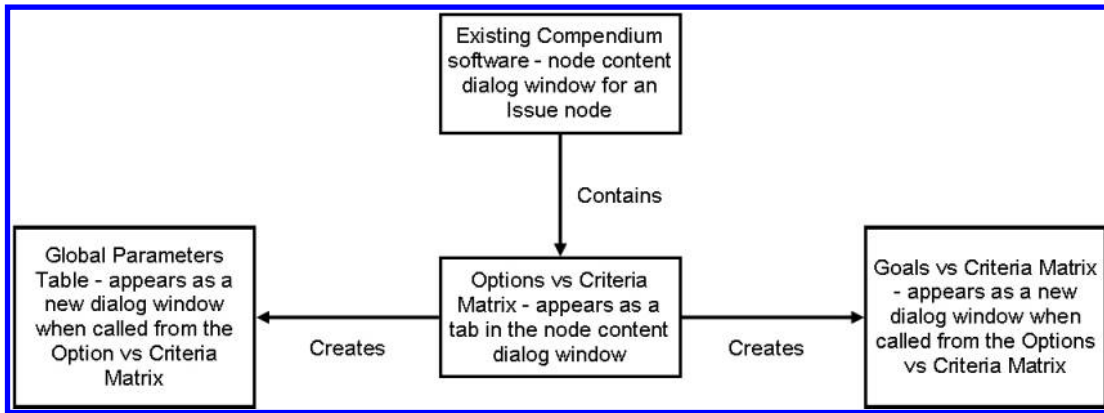 Existing Compendium
software - node content
dialog window for an
Issue node
Contains
Global Parameters
Table - appears as a
new dialog window
when called from the
Option vs Criteria
Matrix
Creates
Options vs Criteria
Matrix - appears as a
tab in the node content
dialog window
Creates
Goals vs Criteria Matrix
- appears as a new
dialog window when
called from the Options
vs Criteria Matrix